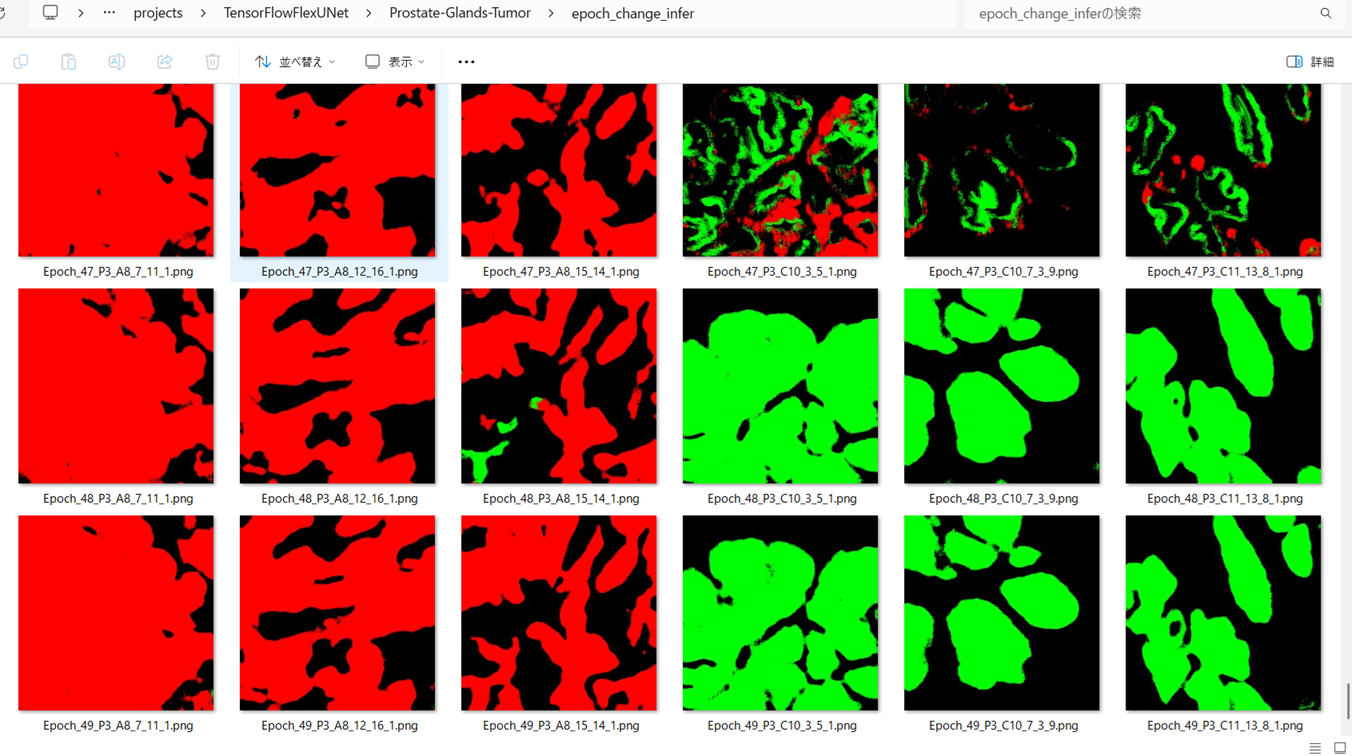 … projects > TensorFlowFlexUNet > Prostate-Glands-Tumor > epoch_change_infer
epoch_change_inferの検索
並べ替え 表示 … 詳細
Epoch_47_P3_A8_7_11_1.png Epoch_47_P3_A8_12_16_1.png Epoch_47_P3_A8_15_14_1.png Epoch_47_P3_C10_3_5_1.png Epoch_47_P3_C10_7_3_9.png Epoch_47_P3_C11_13_8_1.png
Epoch_48_P3_A8_7_11_1.png Epoch_48_P3_A8_12_16_1.png Epoch_48_P3_A8_15_14_1.png Epoch_48_P3_C10_3_5_1.png Epoch_48_P3_C10_7_3_9.png Epoch_48_P3_C11_13_8_1.png
Epoch_49_P3_A8_7_11_1.png Epoch_49_P3_A8_12_16_1.png Epoch_49_P3_A8_15_14_1.png Epoch_49_P3_C10_3_5_1.png Epoch_49_P3_C10_7_3_9.png Epoch_49_P3_C11_13_8_1.png